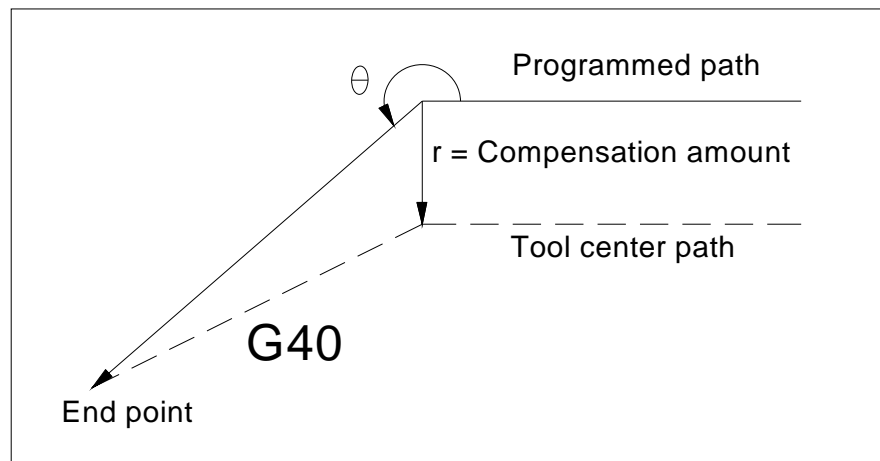 Programmed path
θ
r = Compensation amount
Tool center path
G40
End point